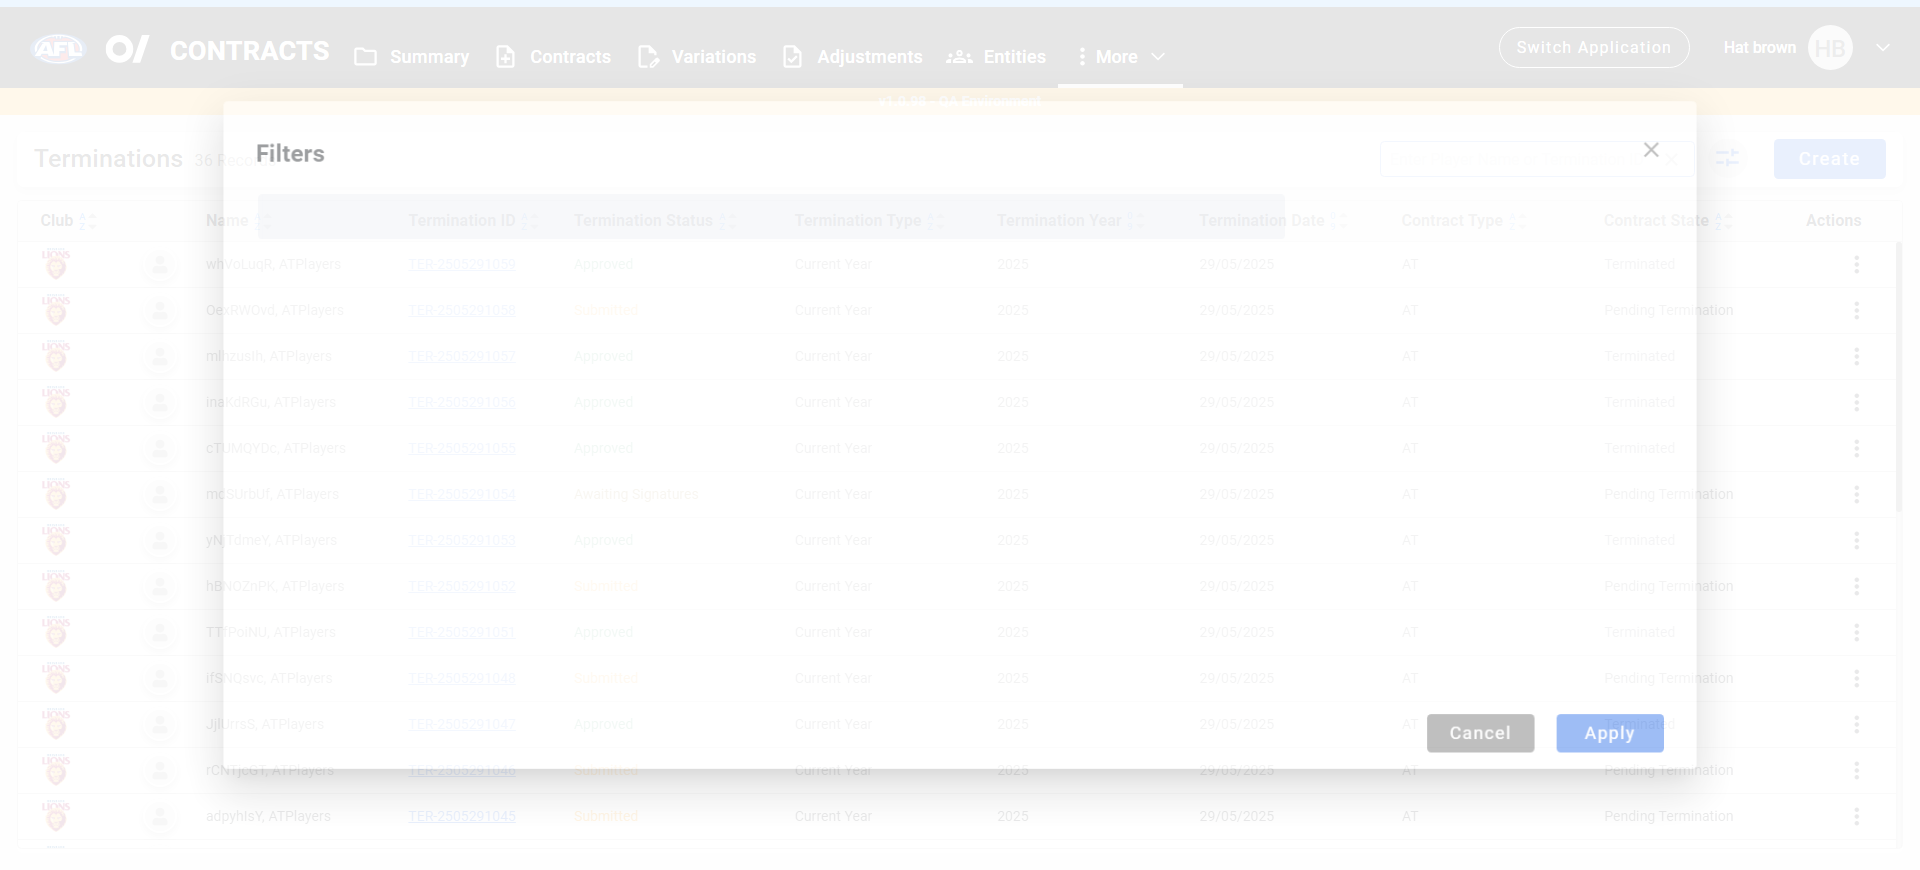 AFL CONTRACTS Summary Contracts Variations Adjustments Entities More Switch Application Hat brown HB
Filters
Terminations 36 Reco Create
Club Name Termination ID Termination Status Termination Type Termination Year Termination Date Contract Type Contract State Actions
LIONS whVoLuqR, ATPlayers TER-2505291059 Approved Current Year 2025 29/05/2025 AT Terminated
LIONS OexRWOvd, ATPlayers TER-2505291058 Submitted Current Year 2025 29/05/2025 AT Pending Termination
LIONS ATPlayers TER-2505291057 Approved Current Year 2025 29/05/2025 AT Terminated
LIONS inaKdRGu, ATPlayers TER-2505291056 Approved Current Year 2025 29/05/2025 AT Terminated
LIONS cTUMQYDc, ATPlayers TER-2505291055 Approved Current Year 2025 29/05/2025 AT Terminated
LIONS ATPlayers TER-2505291054 Awaiting Signatures Current Year 2025 29/05/2025 AT Pending Termination
LIONS ATPlayers TER-2505291053 Approved Current Year 2025 29/05/2025 AT Terminated
LIONS hBNOZnPK, ATPlayers TER-2505291052 Submitted Current Year 2025 29/05/2025 AT Pending Termination
LIONS ATPlayers TER-2505291051 Approved Current Year 2025 29/05/2025 AT Terminated
LIONS ifSNQsvc, ATPlayers TER-2505291048 Submitted Current Year 2025 29/05/2025 AT Pending Termination
LIONS ATPlayers TER-2505291047 Approved Current Year 2025 29/05/2025 AT Terminated
Cancel Apply
LIONS rCNTjcGT, ATPlayers TER-2505291046 Submitted Current Year 2025 29/05/2025 AT Pending Termination
LIONS adpyhIsY, ATPlayers TER-2505291045 Submitted Current Year 2025 29/05/2025 AT Pending Termination